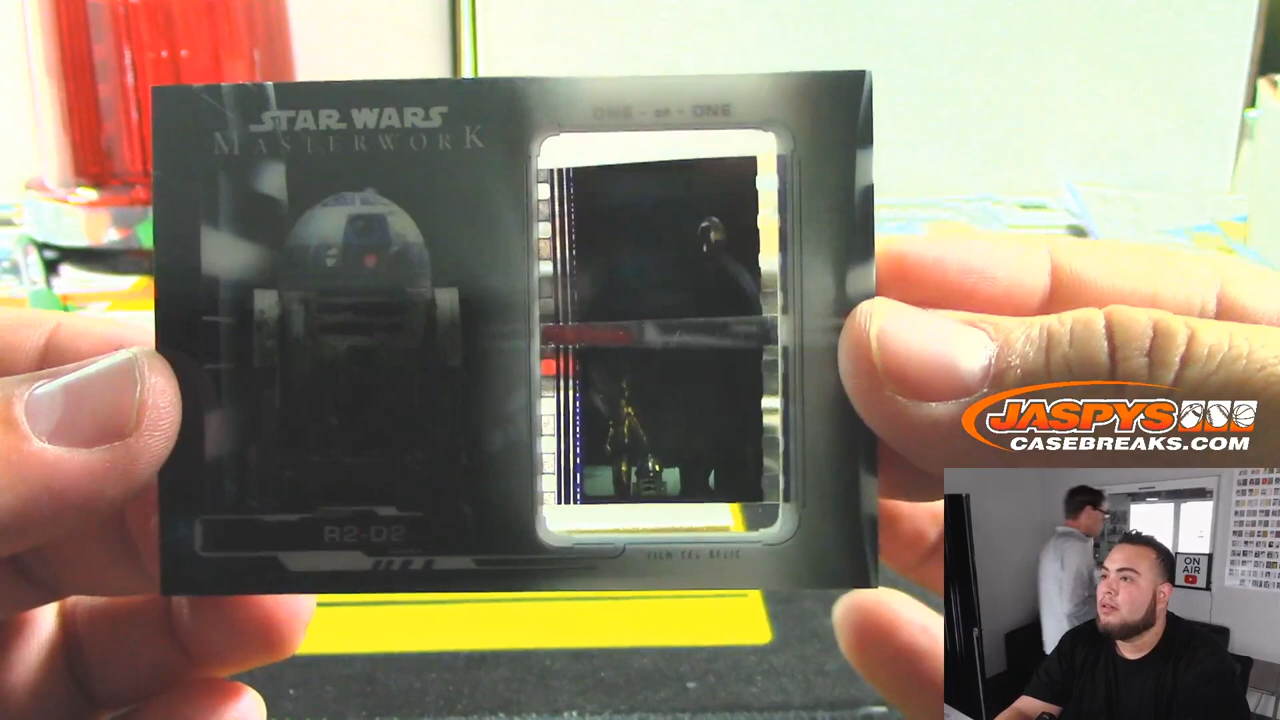 STAR WARS
MASTERWORK
ONE - of - ONE
R2-D2
FILM CEL RELIC
JASPYS
CASEBREAKS.COM
ON
AIR